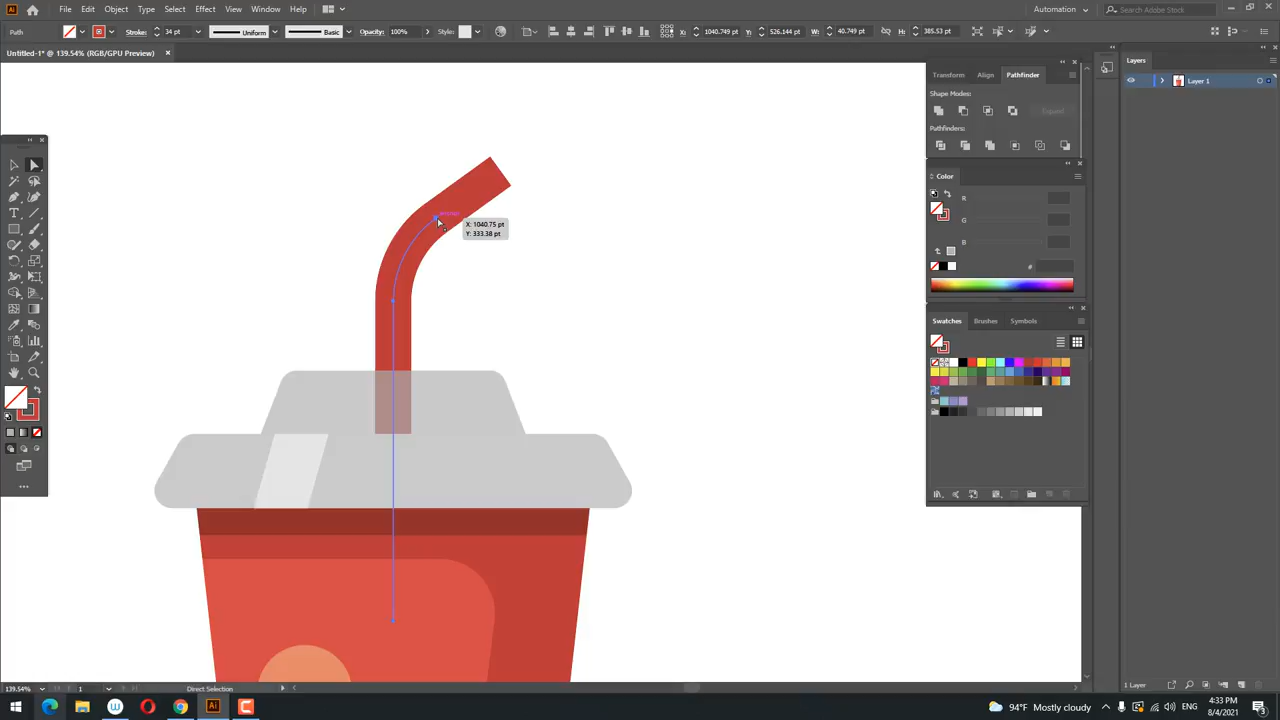 Ai File Edit Object Type Select Effect View Window Help Automation Search Adobe Stock
Path Stroke: 34 pt Uniform Basic Opacity: 100% Style: X: 1040.749 pt Y: 526.144 pt W: 40.749 pt H: 385.53 pt
Untitled-1* @ 139.54% (RGB/GPU Preview) Layers
Layer 1
Transform Align Pathfinder
Shape Modes:
Expand
Pathfinders:
Color
R
G
B
#
X: 1040.75 pt
Y: 333.38 pt
Swatches Brushes Symbols
139.54% 1 Direct Selection 1 Layer
Ai 94°F Mostly cloudy ENG 4:33 PM
8/4/2021